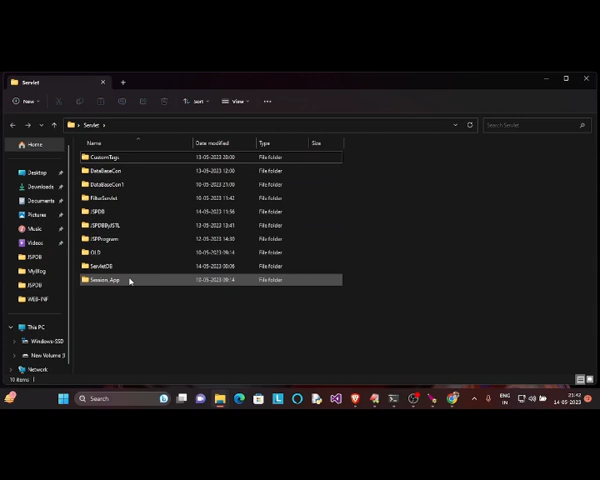 Servlet
New
Sort
View
Servlet
Search Servlet
Home
Name
Date modified
Type
Size
CustomTags 13-05-2023 20:00 File folder
Desktop
DataBaseCon 13-05-2023 12:00 File folder
Downloads
DataBaseCon1 10-05-2023 21:00 File folder
Documents
FilterServlet 10-05-2023 11:42 File folder
Pictures
JSPDB 14-05-2023 11:36 File folder
Music
JSPDBByJSTL 13-05-2023 13:41 File folder
Videos
JSPProgram 12-05-2023 14:30 File folder
JSPDB
OLD 10-05-2023 09:14 File folder
MyBlog
ServletDB 14-05-2023 00:00 File folder
JSPDB
Session_App 10-05-2023 09:14 File folder
WEB-INF
This PC
Windows-SSD
New Volume
Network
10 items
Search
ENG
IN
21:42
14-05-2023